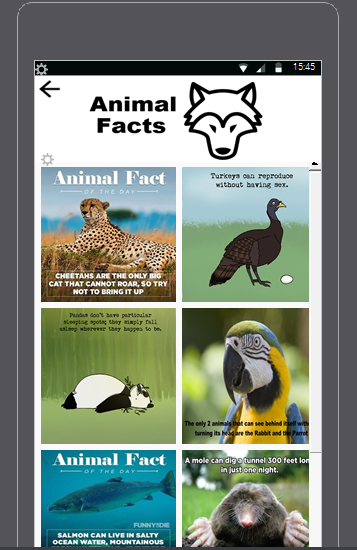 15:45
Animal
Facts
Animal Fact
OF THE DAY
CHEETAHS ARE THE ONLY BIG
CAT THAT CANNOT ROAR, SO TRY
NOT TO BRING IT UP
Turkeys can reproduce
without having sex.
Pandas don't have particular
sleeping spots; they simply fall
asleep wherever they happen to be.
The only 2 animals that can see behind itself with
turning its head are the Rabbit and the Parrot
Animal Fact
OF THE DAY
FUNNY OR DIE
SALMON CAN LIVE IN SALTY
OCEAN WATER, MOUNTAINOUS
A mole can dig a tunnel 300 feet lon
in just one night.